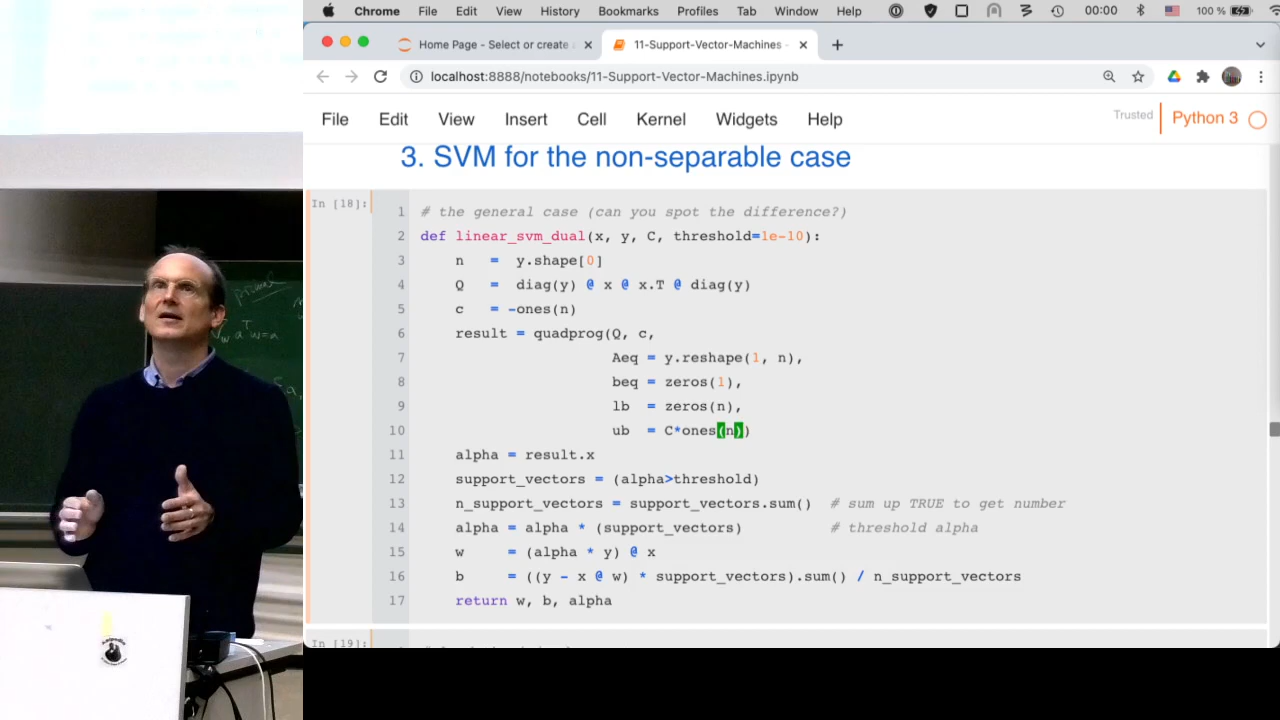 Chrome File Edit View History Bookmarks Profiles Tab Window Help 00:00 100 %
Home Page - Select or create a 11-Support-Vector-Machines -
localhost:8888/notebooks/11-Support-Vector-Machines.ipynb
File Edit View Insert Cell Kernel Widgets Help Trusted Python 3
3. SVM for the non-separable case
In [18]:
1 # the general case (can you spot the difference?)
2 def linear_svm_dual(x, y, C, threshold=1e-10):
3 n = y.shape[0]
4 Q = diag(y) @ x @ x.T @ diag(y)
5 c = -ones(n)
6 result = quadprog(Q, c,
7 Aeq = y.reshape(1, n),
8 beq = zeros(1),
9 lb = zeros(n),
10 ub = C*ones(n))
11 alpha = result.x
12 support_vectors = (alpha>threshold)
13 n_support_vectors = support_vectors.sum() # sum up TRUE to get number
14 alpha = alpha * (support_vectors) # threshold alpha
15 w = (alpha * y) @ x
16 b = ((y - x @ w) * support_vectors).sum() / n_support_vectors
17 return w, b, alpha
In [19]:
primal